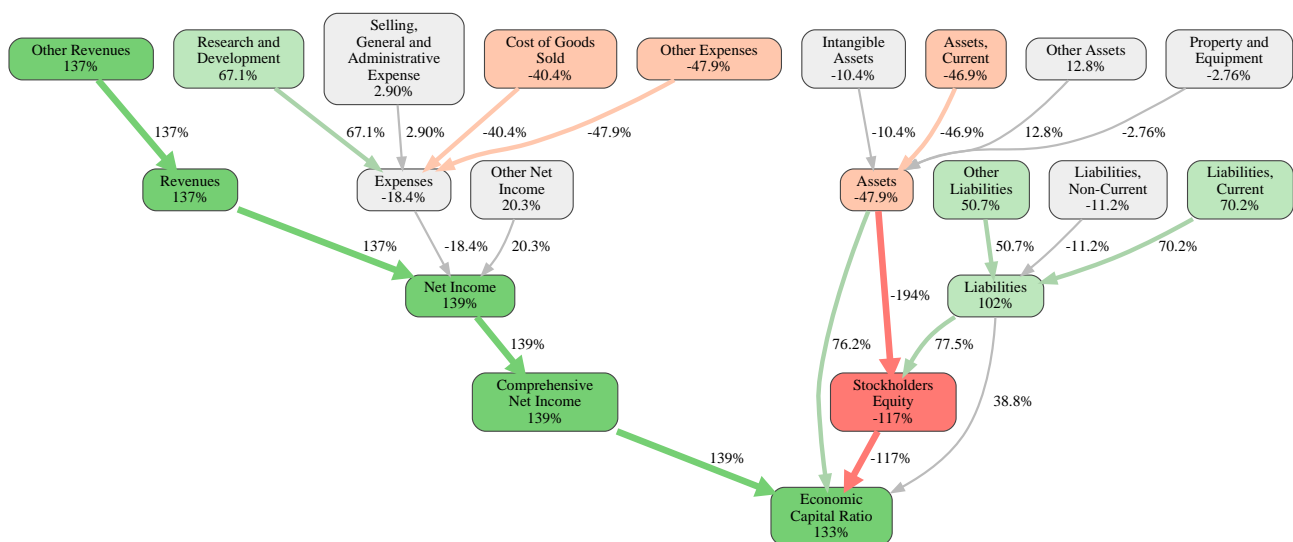 Other Revenues
137%
Research and
Development
67.1%
Selling,
General and
Administrative
Expense
2.90%
Cost of Goods
Sold
-40.4%
Other Expenses
-47.9%
Intangible
Assets
-10.4%
Assets,
Current
-46.9%
Other Assets
12.8%
Property and
Equipment
-2.76%
137%
67.1%
2.90%
-40.4%
-47.9%
-10.4%
-46.9%
12.8%
-2.76%
Revenues
137%
Expenses
-18.4%
Other Net
Income
20.3%
Assets
-47.9%
Other
Liabilities
50.7%
Liabilities,
Non-Current
-11.2%
Liabilities,
Current
70.2%
137%
-18.4%
20.3%
50.7%
-11.2%
70.2%
Net Income
139%
-194%
Liabilities
102%
139%
76.2%
77.5%
Comprehensive
Net Income
139%
Stockholders
Equity
-117%
38.8%
139%
-117%
Economic
Capital Ratio
133%